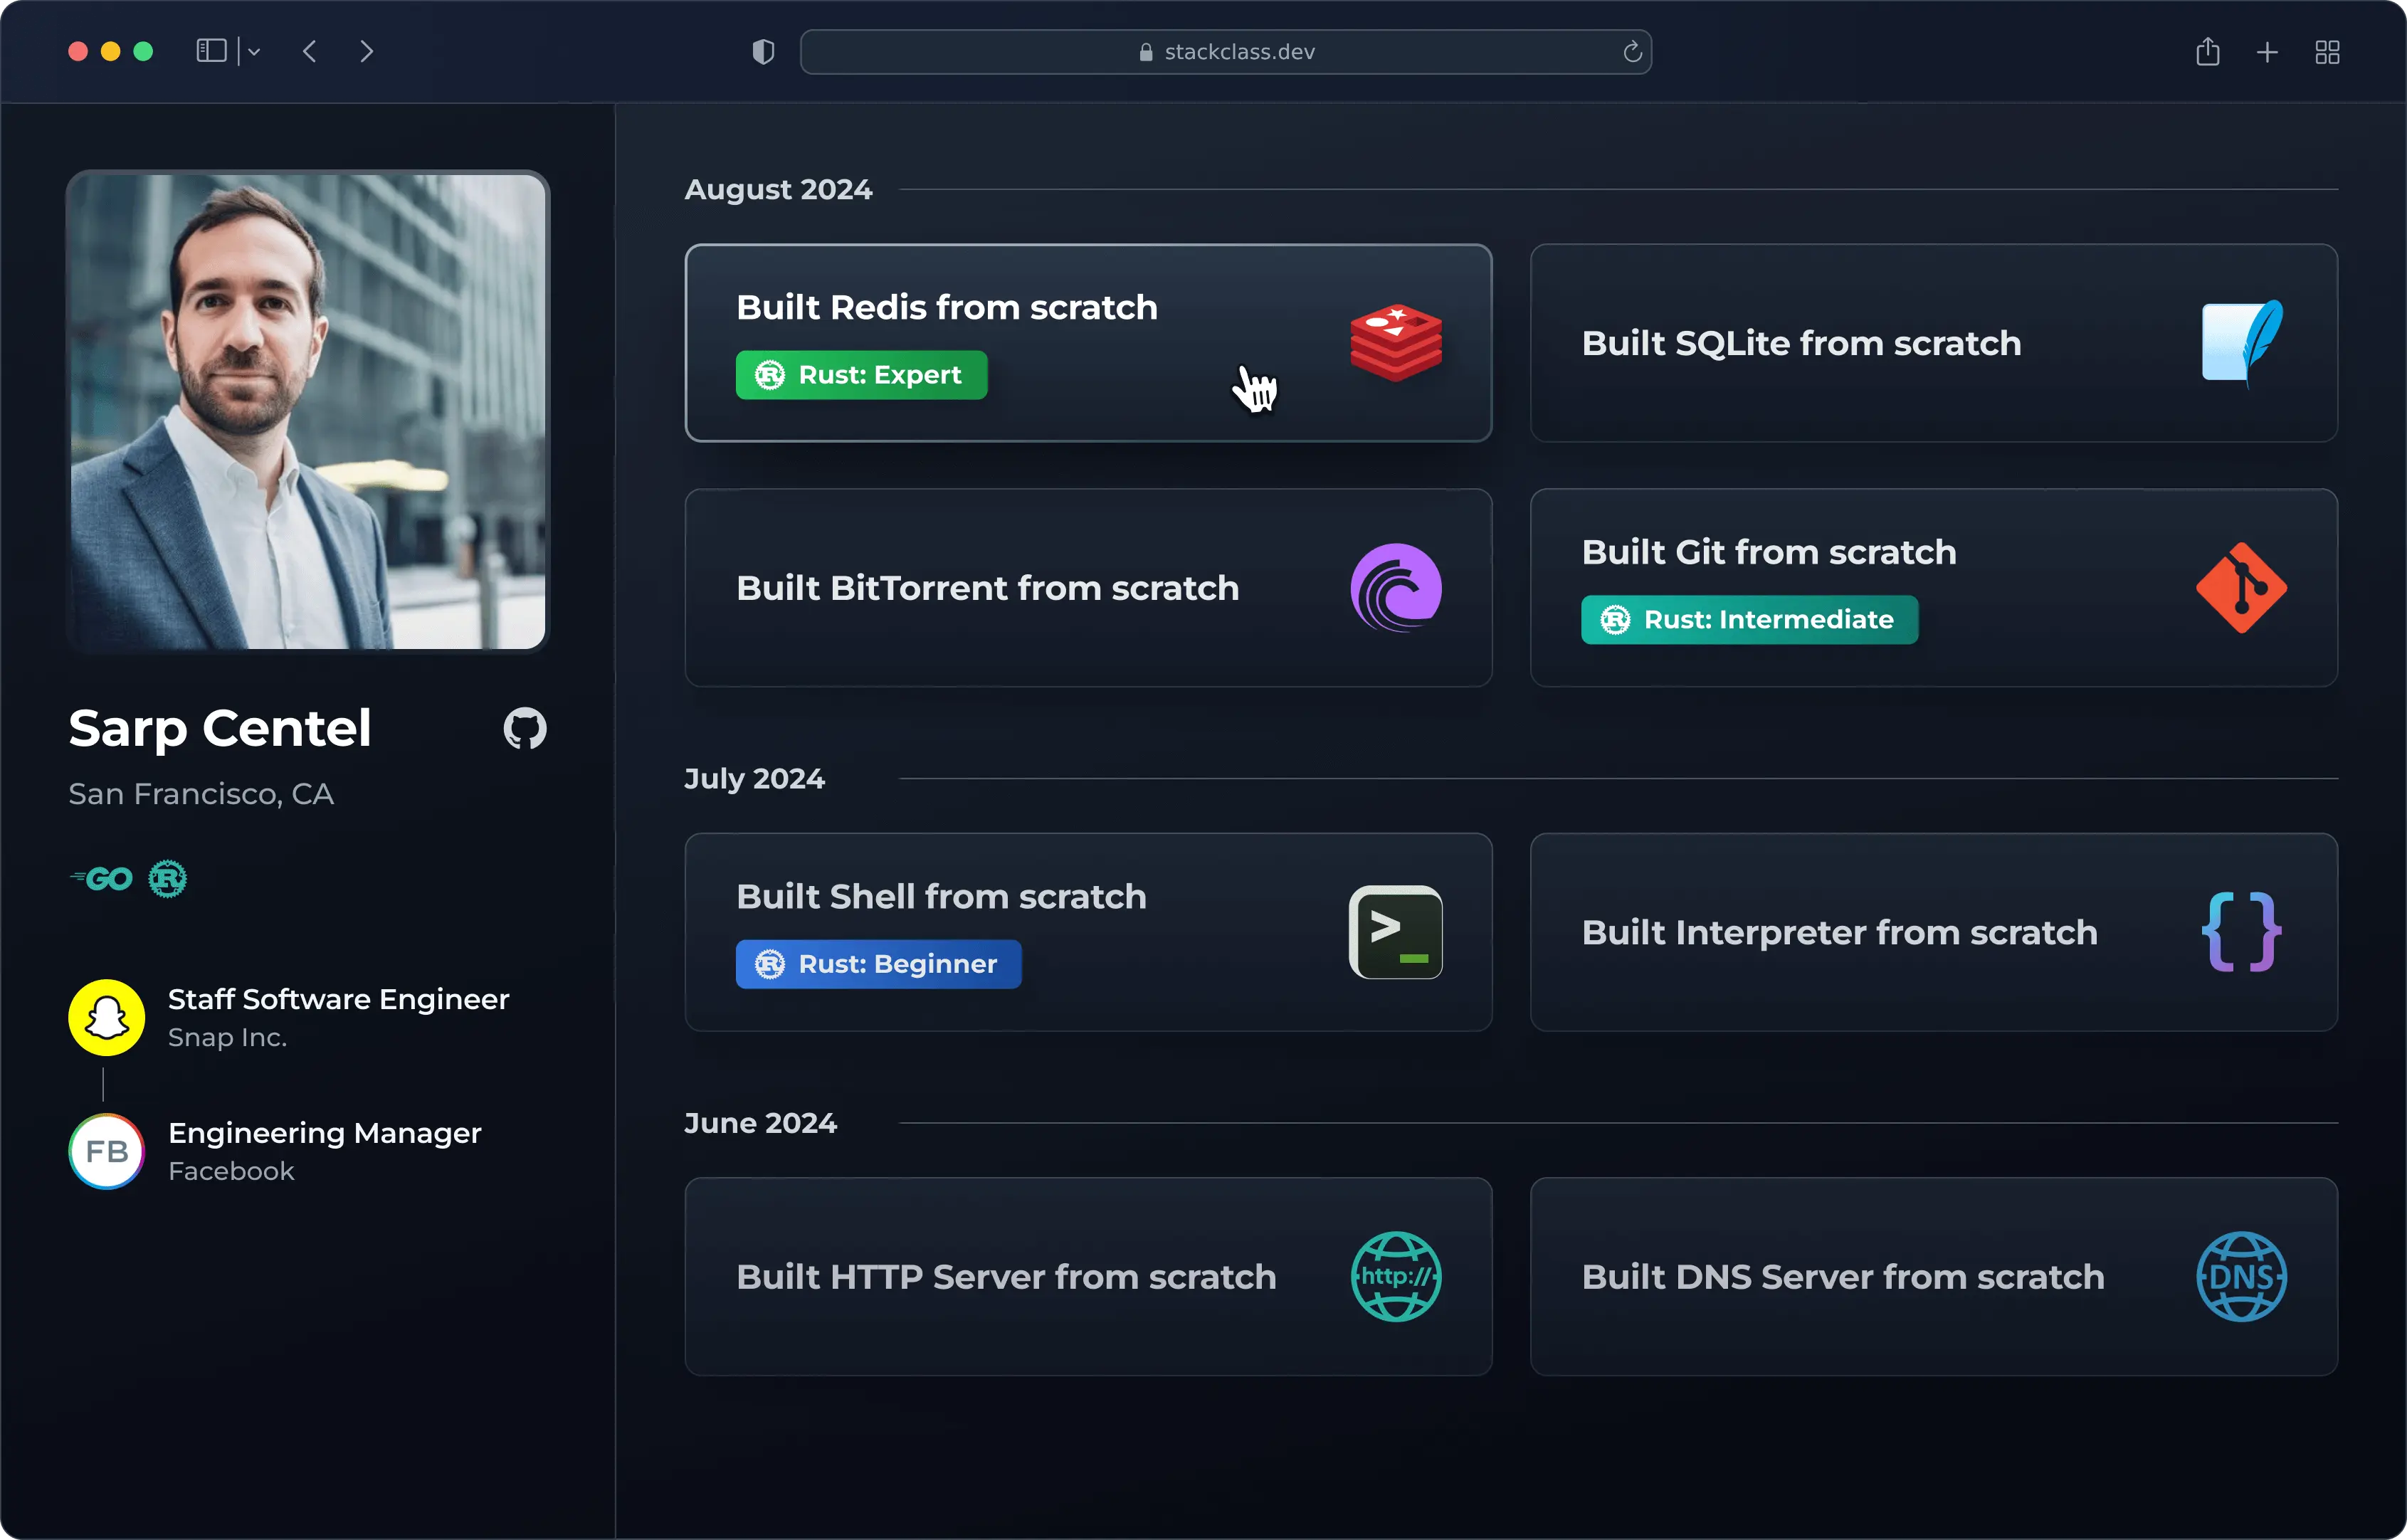 stackclass.dev
Sarp Centel
San Francisco, CA
GO R
Staff Software Engineer
Snap Inc.
FB
Engineering Manager
Facebook
August 2024
Built Redis from scratch
R Rust: Expert
Built SQLite from scratch
Built BitTorrent from scratch
Built Git from scratch
R Rust: Intermediate
July 2024
Built Shell from scratch
R Rust: Beginner
>_
Built Interpreter from scratch
{}
June 2024
Built HTTP Server from scratch
http://
Built DNS Server from scratch
DNS